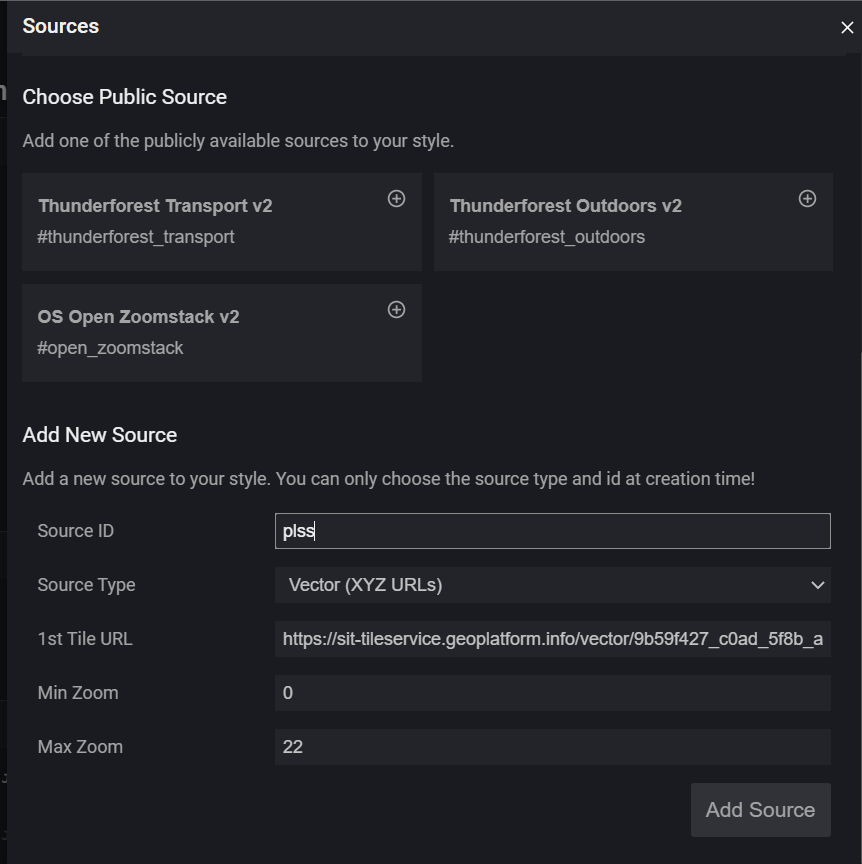 Sources
Choose Public Source
Add one of the publicly available sources to your style.
Thunderforest Transport v2
#thunderforest_transport
Thunderforest Outdoors v2
#thunderforest_outdoors
OS Open Zoomstack v2
#open_zoomstack
Add New Source
Add a new source to your style. You can only choose the source type and id at creation time!
Source ID plss
Source Type Vector (XYZ URLs)
1st Tile URL https://sit-tileservice.geoplatform.info/vector/9b59f427_c0ad_5f8b_a
Min Zoom 0
Max Zoom 22
Add Source